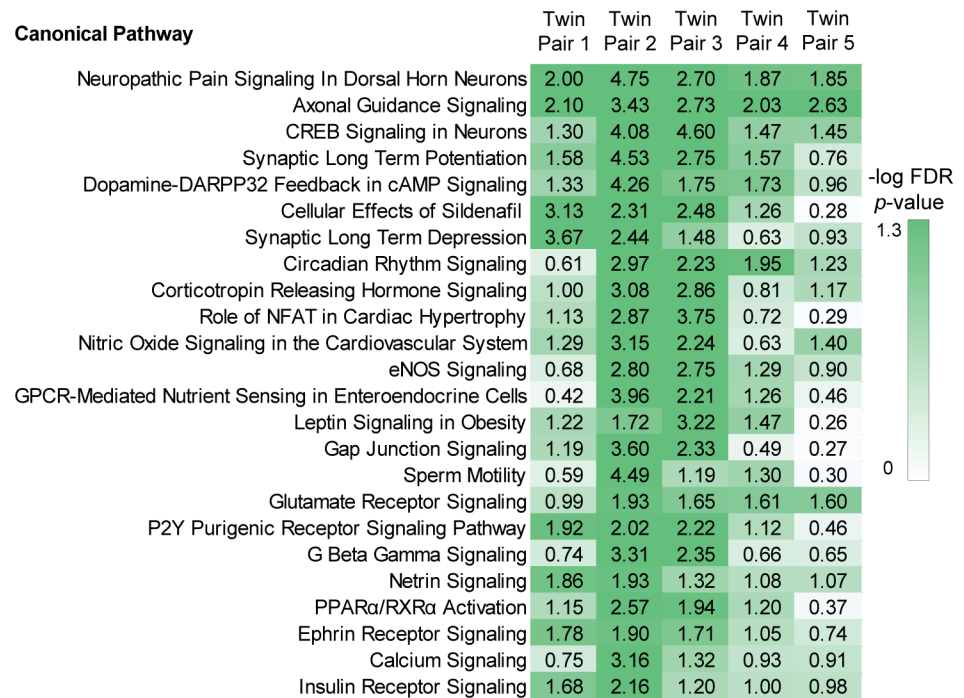 Canonical Pathway Twin Pair 1 Twin Pair 2 Twin Pair 3 Twin Pair 4 Twin Pair 5
Neuropathic Pain Signaling In Dorsal Horn Neurons 2.00 4.75 2.70 1.87 1.85
Axonal Guidance Signaling 2.10 3.43 2.73 2.03 2.63
CREB Signaling in Neurons 1.30 4.08 4.60 1.47 1.45
Synaptic Long Term Potentiation 1.58 4.53 2.75 1.57 0.76
Dopamine-DARPP32 Feedback in cAMP Signaling 1.33 4.26 1.75 1.73 0.96
Cellular Effects of Sildenafil 3.13 2.31 2.48 1.26 0.28
Synaptic Long Term Depression 3.67 2.44 1.48 0.63 0.93
Circadian Rhythm Signaling 0.61 2.97 2.23 1.95 1.23
Corticotropin Releasing Hormone Signaling 1.00 3.08 2.86 0.81 1.17
Role of NFAT in Cardiac Hypertrophy 1.13 2.87 3.75 0.72 0.29
Nitric Oxide Signaling in the Cardiovascular System 1.29 3.15 2.24 0.63 1.40
eNOS Signaling 0.68 2.80 2.75 1.29 0.90
GPCR-Mediated Nutrient Sensing in Enteroendocrine Cells 0.42 3.96 2.21 1.26 0.46
Leptin Signaling in Obesity 1.22 1.72 3.22 1.47 0.26
Gap Junction Signaling 1.19 3.60 2.33 0.49 0.27
Sperm Motility 0.59 4.49 1.19 1.30 0.30
Glutamate Receptor Signaling 0.99 1.93 1.65 1.61 1.60
P2Y Purigenic Receptor Signaling Pathway 1.92 2.02 2.22 1.12 0.46
G Beta Gamma Signaling 0.74 3.31 2.35 0.66 0.65
Netrin Signaling 1.86 1.93 1.32 1.08 1.07
PPARα/RXRα Activation 1.15 2.57 1.94 1.20 0.37
Ephrin Receptor Signaling 1.78 1.90 1.71 1.05 0.74
Calcium Signaling 0.75 3.16 1.32 0.93 0.91
Insulin Receptor Signaling 1.68 2.16 1.20 1.00 0.98
-log FDR
p-value
1.3
0